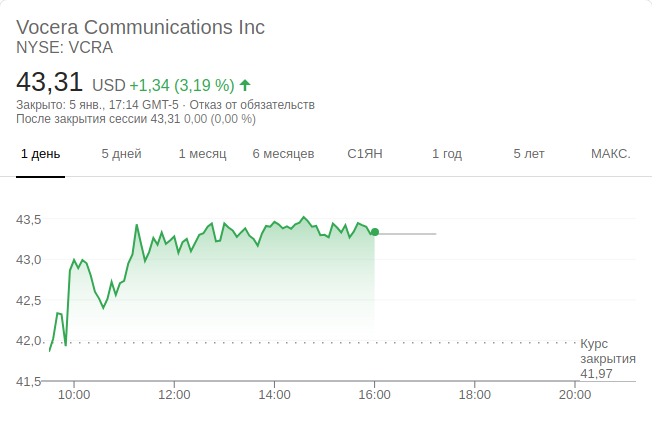 Vocera Communications Inc
NYSE: VCRA
43,31 USD +1,34 (3,19 %)
Закрыто: 5 янв., 17:14 GMT-5 · Отказ от обязательств
После закрытия сессии 43,31 0,00 (0,00 %)
1 день 5 дней 1 месяц 6 месяцев С1ЯН 1 год 5 лет МАКС.
43,5
43,0
42,5
42,0
Курс
закрытия
41,97
41,5
10:00 12:00 14:00 16:00 18:00 20:00